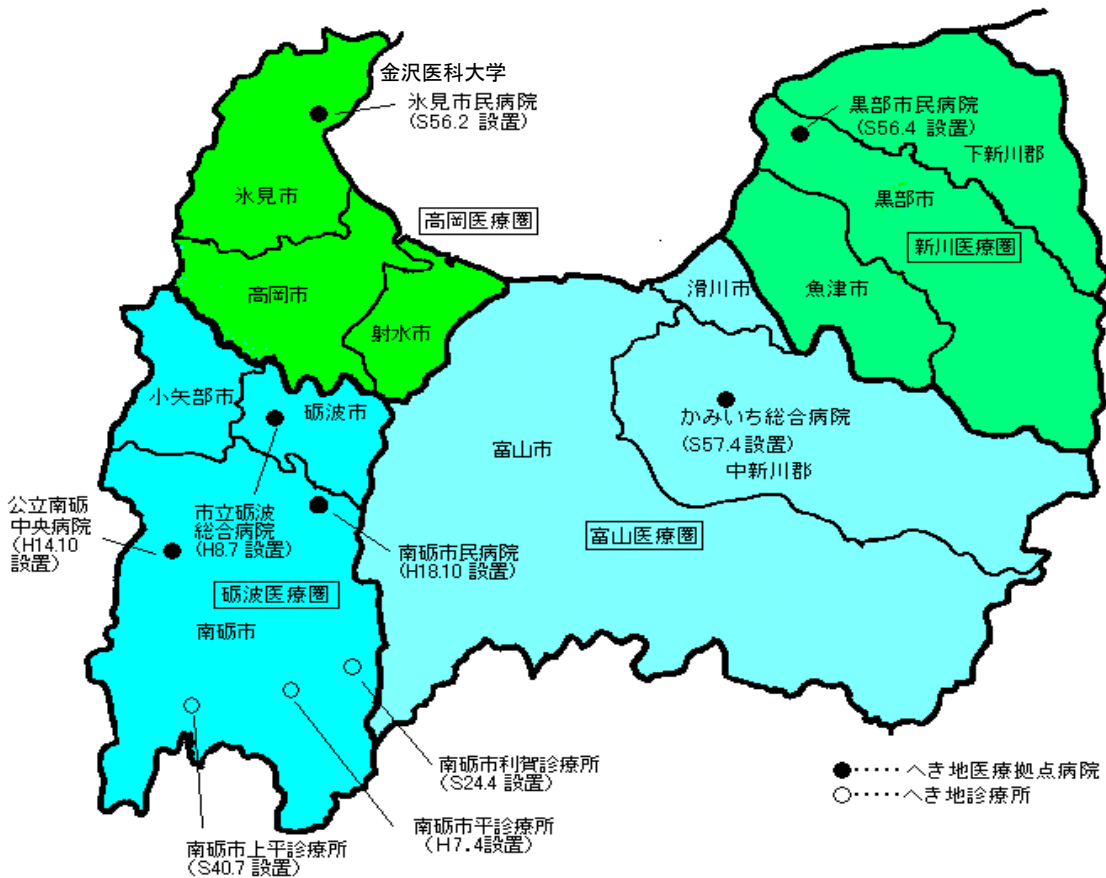 金沢医科大学
氷見市民病院
(S56.2 設置)
氷見市
高岡医療圏
高岡市
射水市
黒部市民病院
(S56.4 設置)
下新川郡
黒部市
新川医療圏
魚津市
滑川市
小矢部市
砺波市
かみいち総合病院
(S57.4設置)
中新川郡
富山市
富山医療圏
公立南砺
中央病院
(H14.10
設置)
市立砺波
総合病院
(H8.7 設置)
南砺市民病院
(H18.10 設置)
砺波医療圏
南砺市
南砺市利賀診療所
(S24.4 設置)
南砺市平診療所
(H7.4設置)
南砺市上平診療所
(S40.7 設置)
●‥‥‥へき地医療拠点病院
○‥‥‥へき地診療所